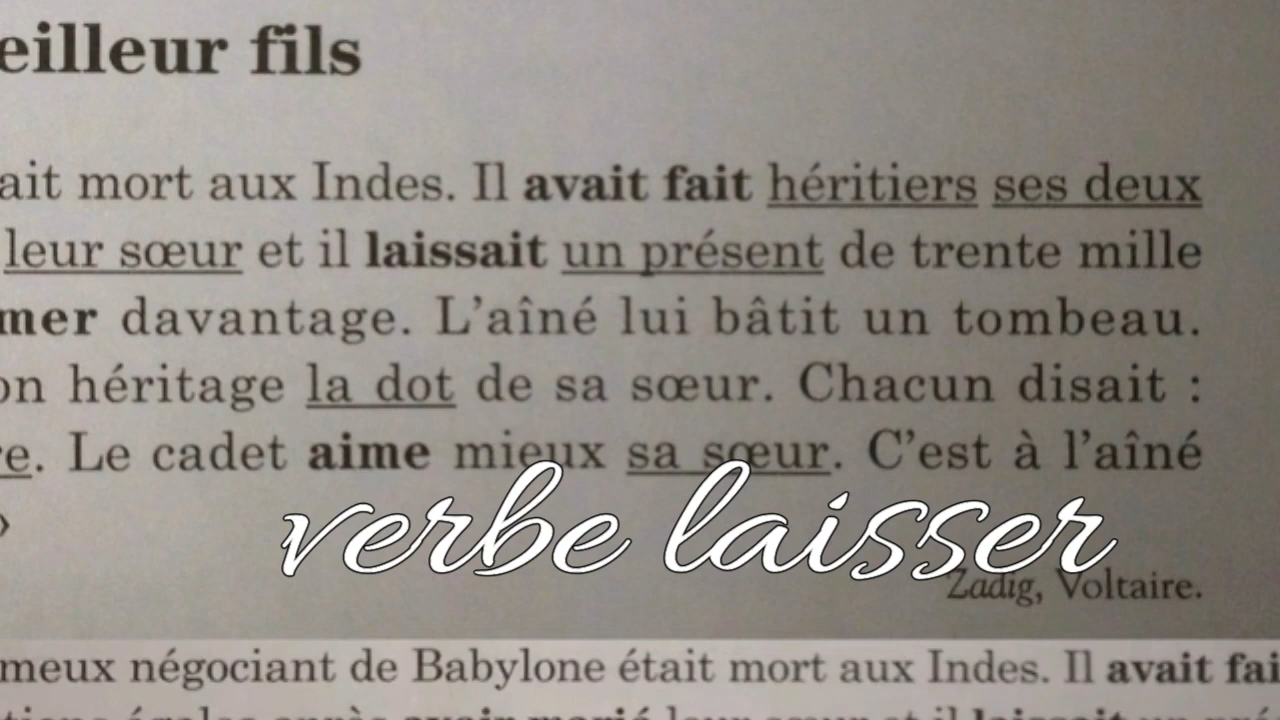 eilleur fils
ait mort aux Indes. Il avait fait héritiers ses deux
leur sœur et il laissait un présent de trente mille
mer davantage. L'aîné lui bâtit un tombeau.
on héritage la dot de sa sœur. Chacun disait :
e. Le cadet aime mieux sa sœur. C'est à l'aîné
»
verbe laisser
Zadig, Voltaire.
meux négociant de Babylone était mort aux Indes. Il avait fai